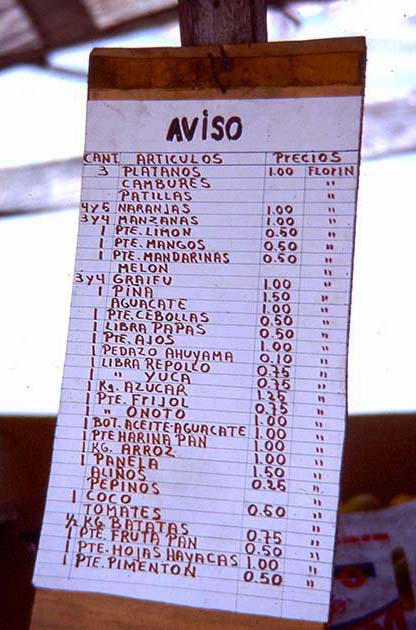 AVISO
CANT. ARTICULOS PRECIOS
3 PLATANOS 1.00 FLORIN
CAMBURES "
PATILLAS "
4y5 NARANJAS 1.00 "
3y4 MANZANAS 1.00 "
1 PTE. LIMON 0.50 "
1 PTE. MANGOS 0.50 "
1 PTE. MANDARINAS 0.50 "
MELON "
3y4 GRAIFU 1.00 "
1 PIÑA 1.50 "
AGUACATE 1.00 "
1 PTE. CEBOLLAS 0.50 "
1 LIBRA PAPAS 0.50 "
1 PTE. AJOS 1.00 "
1 PEDAZO AHUYAMA 0.10 "
1 LIBRA REPOLLO 0.75 "
1 " YUCA 0.75 "
1 Kg. AZUCAR 1.25 "
1 PTE. FRIJOL 0.75 "
1 " ONOTO 1.00 "
1 BOT. ACEITE-AGUACATE 1.00 "
1 PTE HARINA PAN 1.00 "
1 KG. ARROZ 1.00 "
1 PANELA 1.50 "
ALIÑOS 0.25 "
PEPINOS "
1 COCO 0.50 "
TOMATES "
½ KG BATATAS 0.75 "
1 PTE. FRUTA PAN 0.50 "
1 PTE. HOJAS HAYACAS 1.00 "
1 PTE. PIMENTON 0.50 "